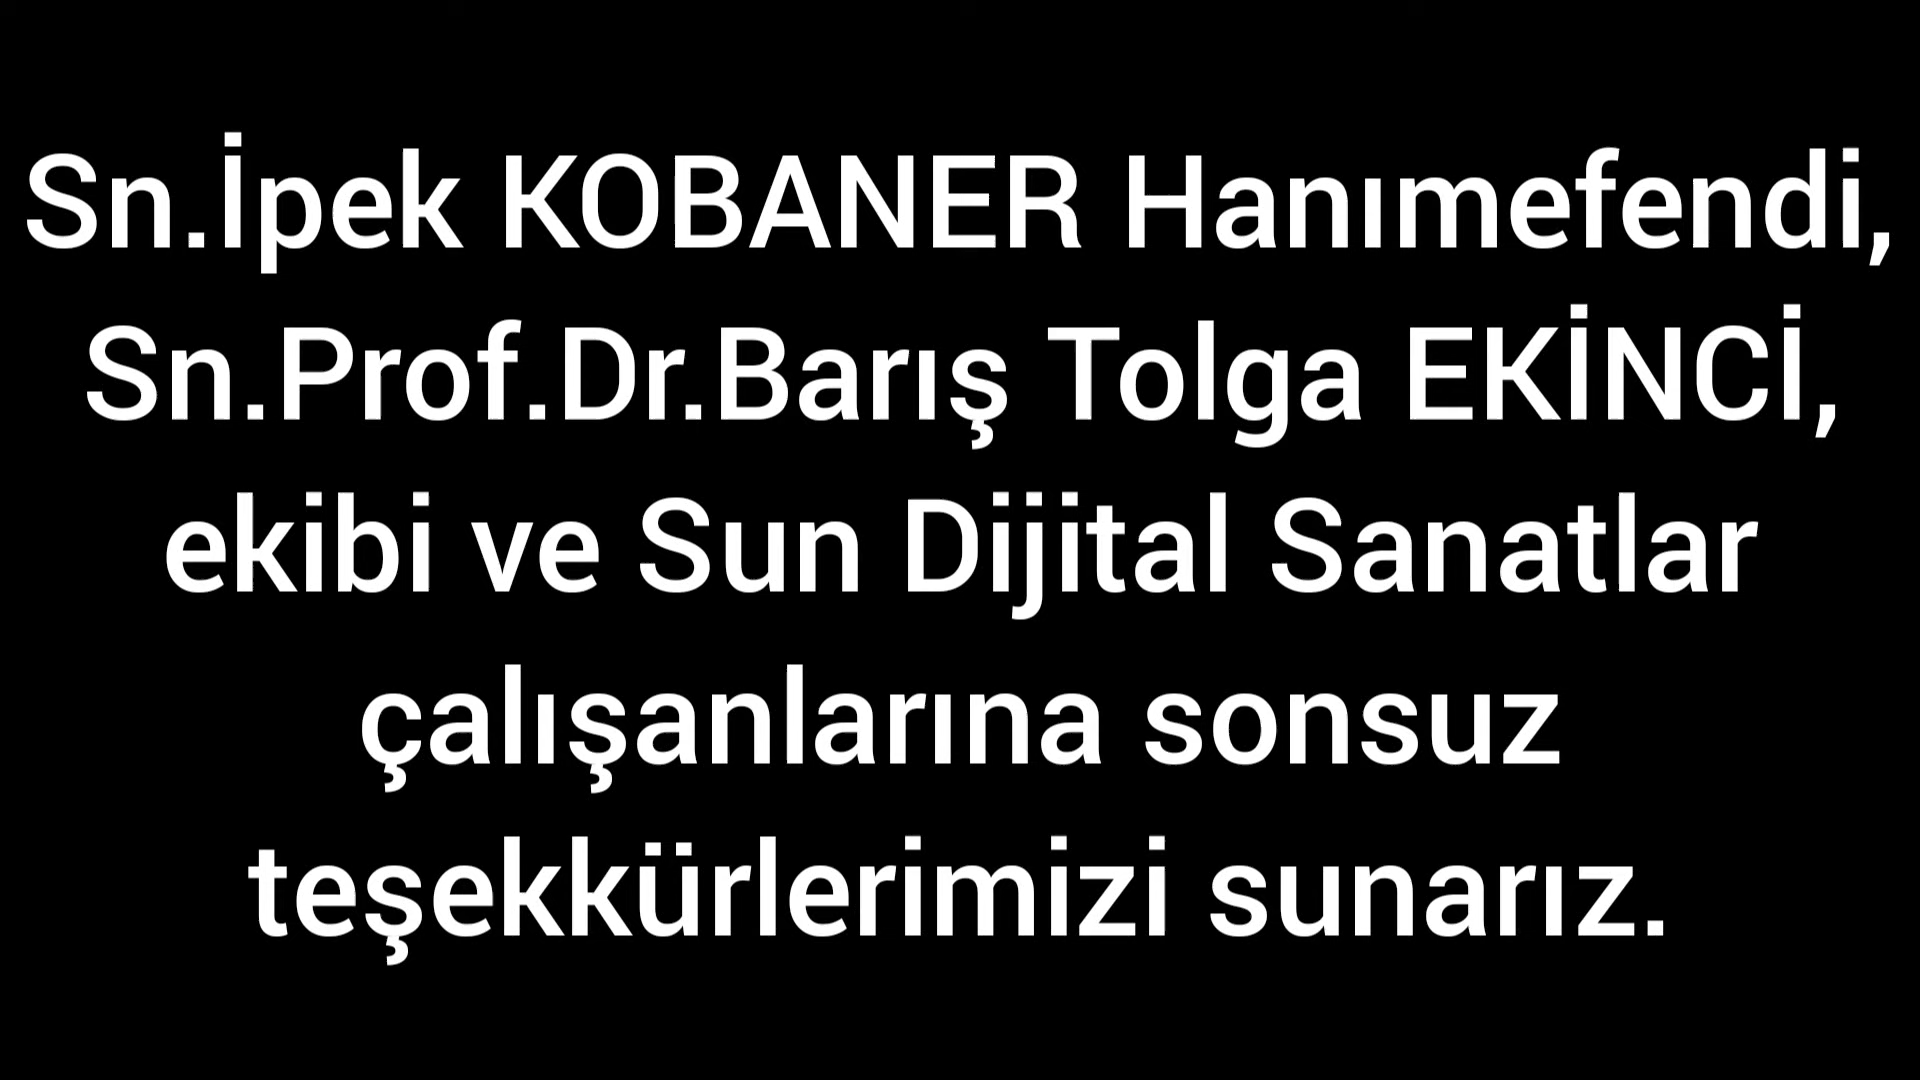 Sn.İpek KOBANER Hanımefendi,
Sn.Prof.Dr.Barış Tolga EKİNCİ,
ekibi ve Sun Dijital Sanatlar
çalışanlarına sonsuz
teşekkürlerimizi sunarız.